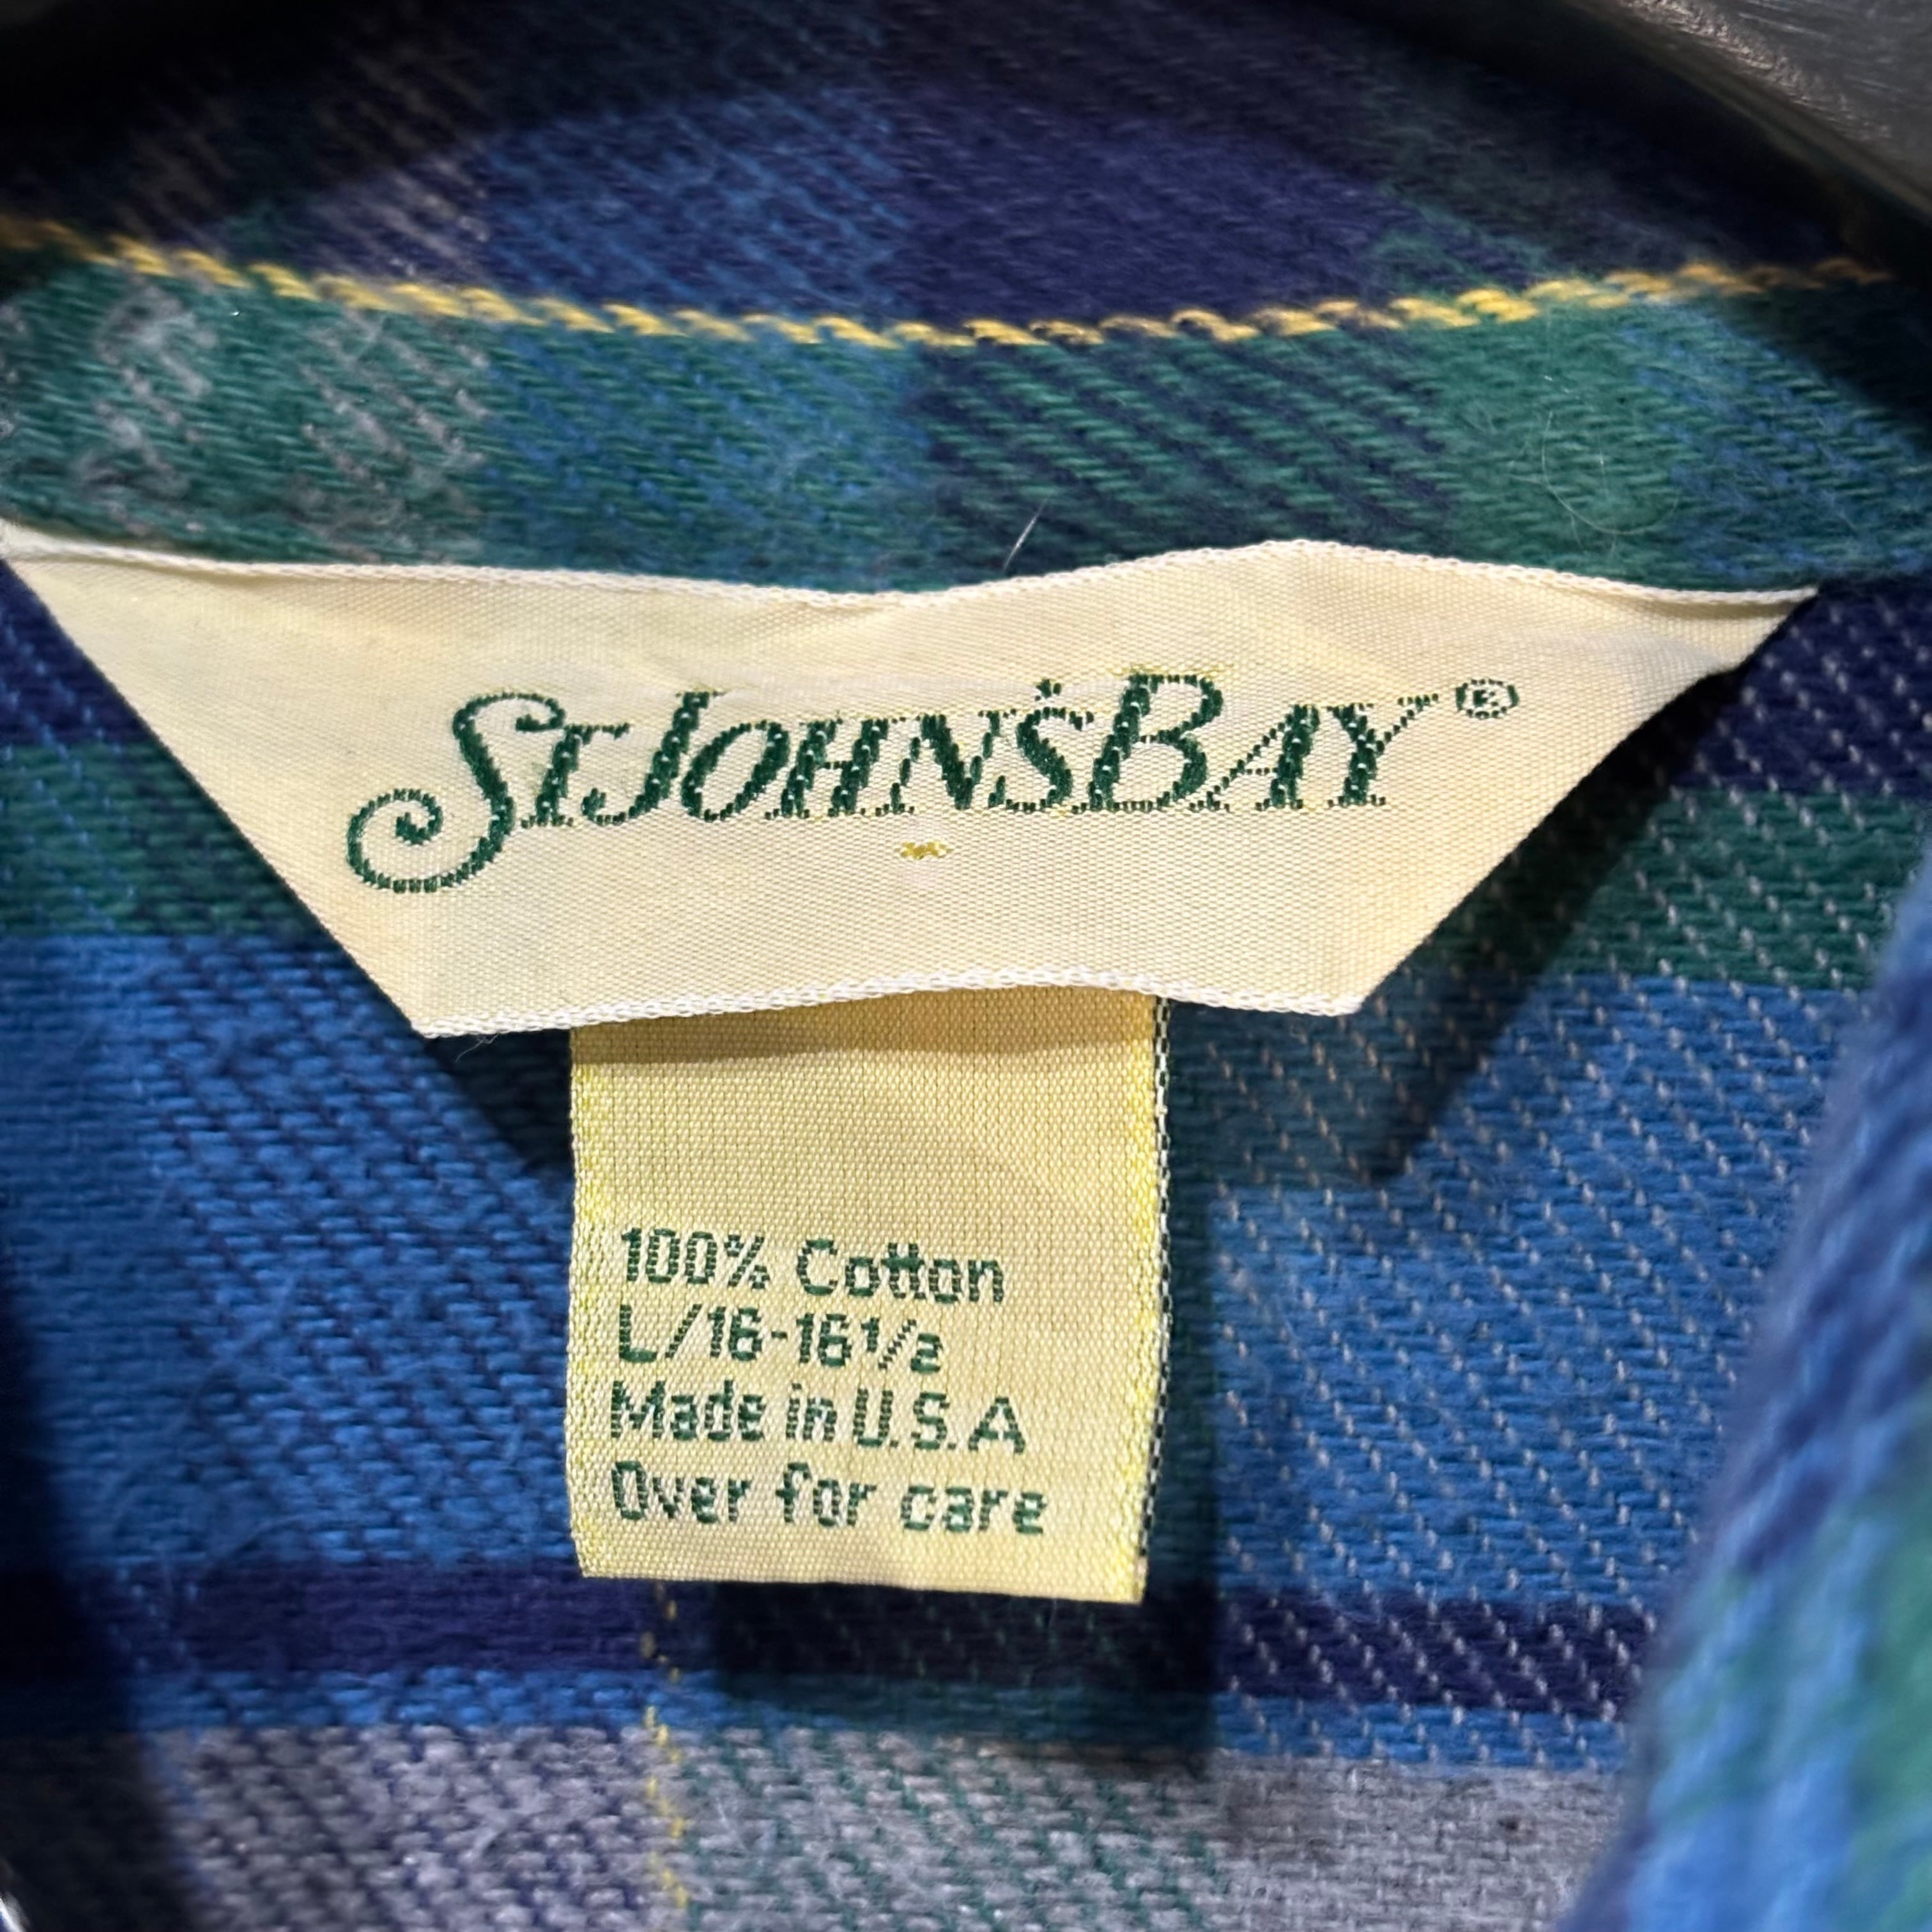 ST. JOHN'S BAY®
100% Cotton
L/16-16½
Made in U.S.A
Over for care